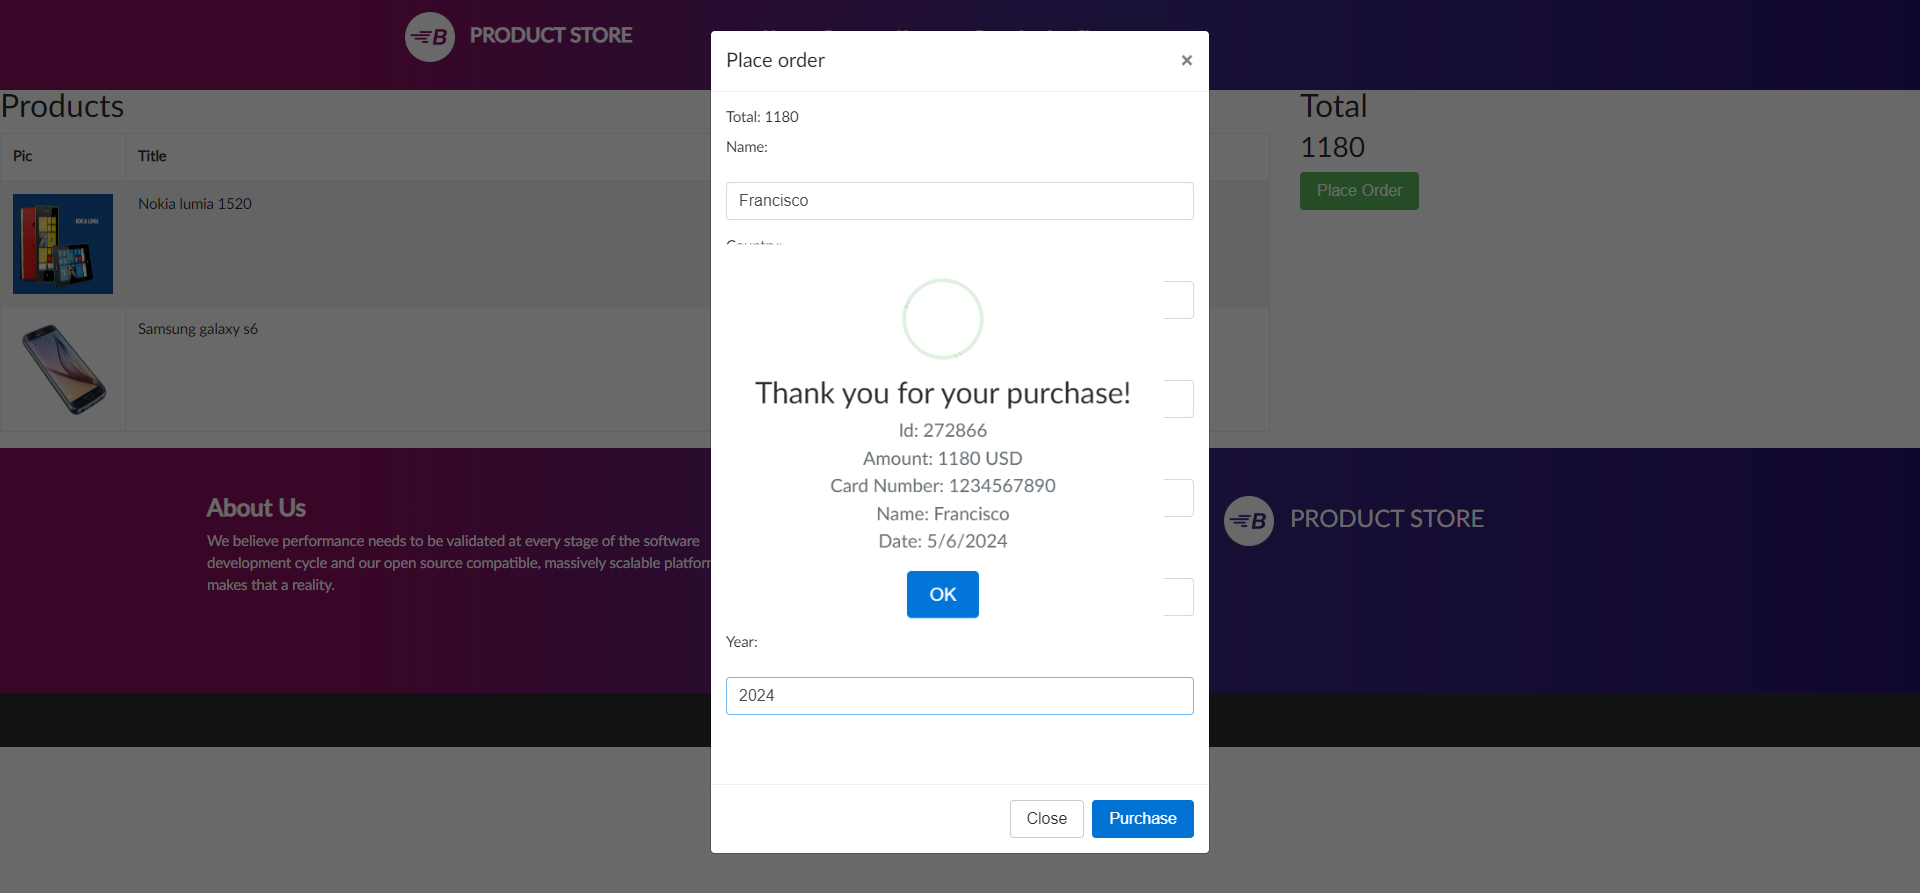 B PRODUCT STORE
Place order
×
Total: 1180
Name:
Francisco
Country:
Thank you for your purchase!
Id: 272866
Amount: 1180 USD
Card Number: 1234567890
Name: Francisco
Date: 5/6/2024
OK
Year:
2024
Close
Purchase
Products
Pic Title
Nokia lumia 1520
NOKIA LUMIA
Samsung galaxy s6
Total
1180
Place Order
About Us
We believe performance needs to be validated at every stage of the software
development cycle and our open source compatible, massively scalable platfor
makes that a reality.
B PRODUCT STORE